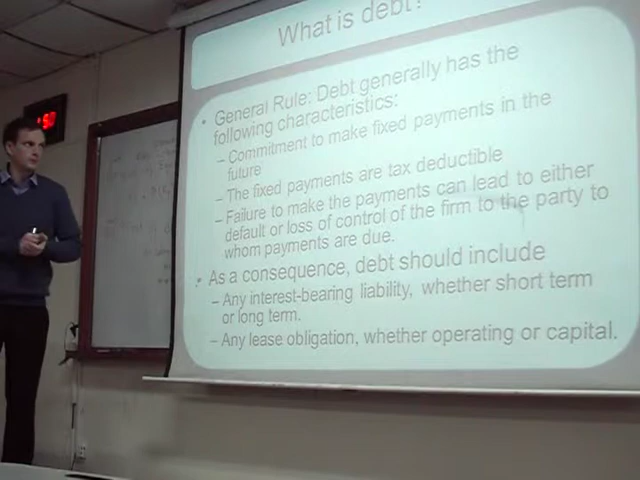 What is debt?
• General Rule: Debt generally has the
following characteristics:
– Commitment to make fixed payments in the
future
– The fixed payments are tax deductible
– Failure to make the payments can lead to either
default or loss of control of the firm to the party to
whom payments are due.
• As a consequence, debt should include
– Any interest-bearing liability, whether short term
or long term.
– Any lease obligation, whether operating or capital.